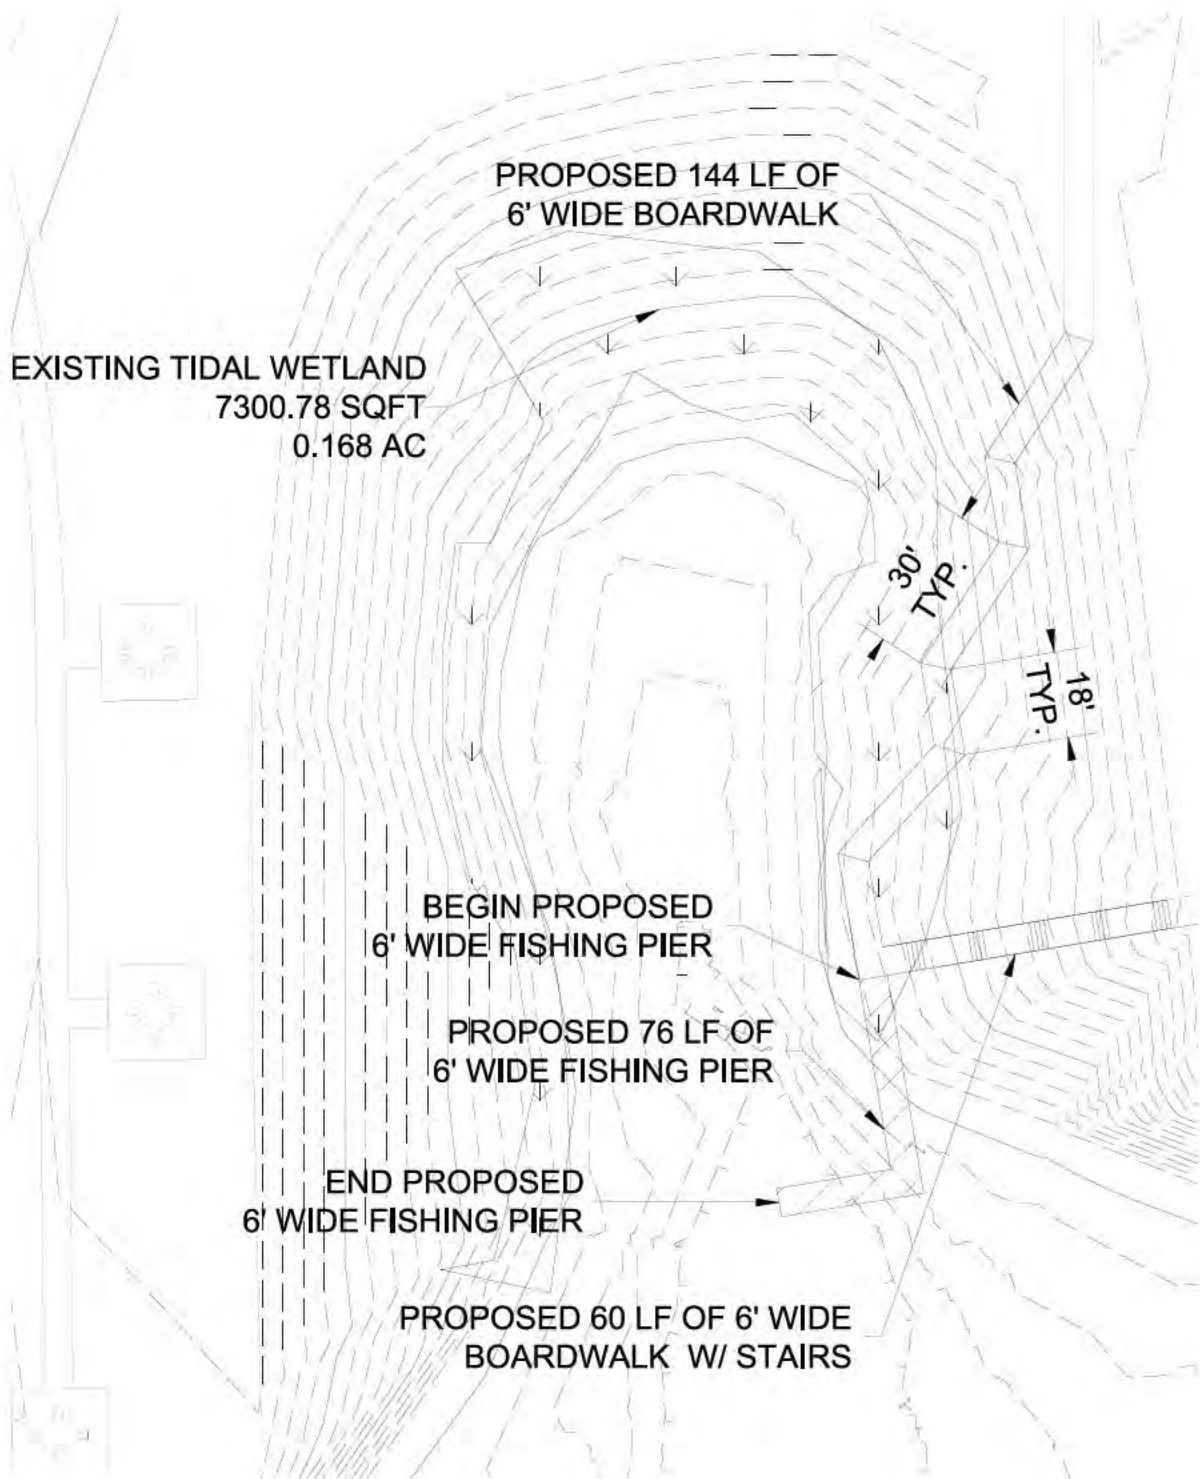 PROPOSED 144 LF OF
6' WIDE BOARDWALK
EXISTING TIDAL WETLAND
7300.78 SQFT
0.168 AC
30'
TYP.
18'
TYP.
BEGIN PROPOSED
6' WIDE FISHING PIER
PROPOSED 76 LF OF
6' WIDE FISHING PIER
END PROPOSED
6' WIDE FISHING PIER
PROPOSED 60 LF OF 6' WIDE
BOARDWALK W/ STAIRS